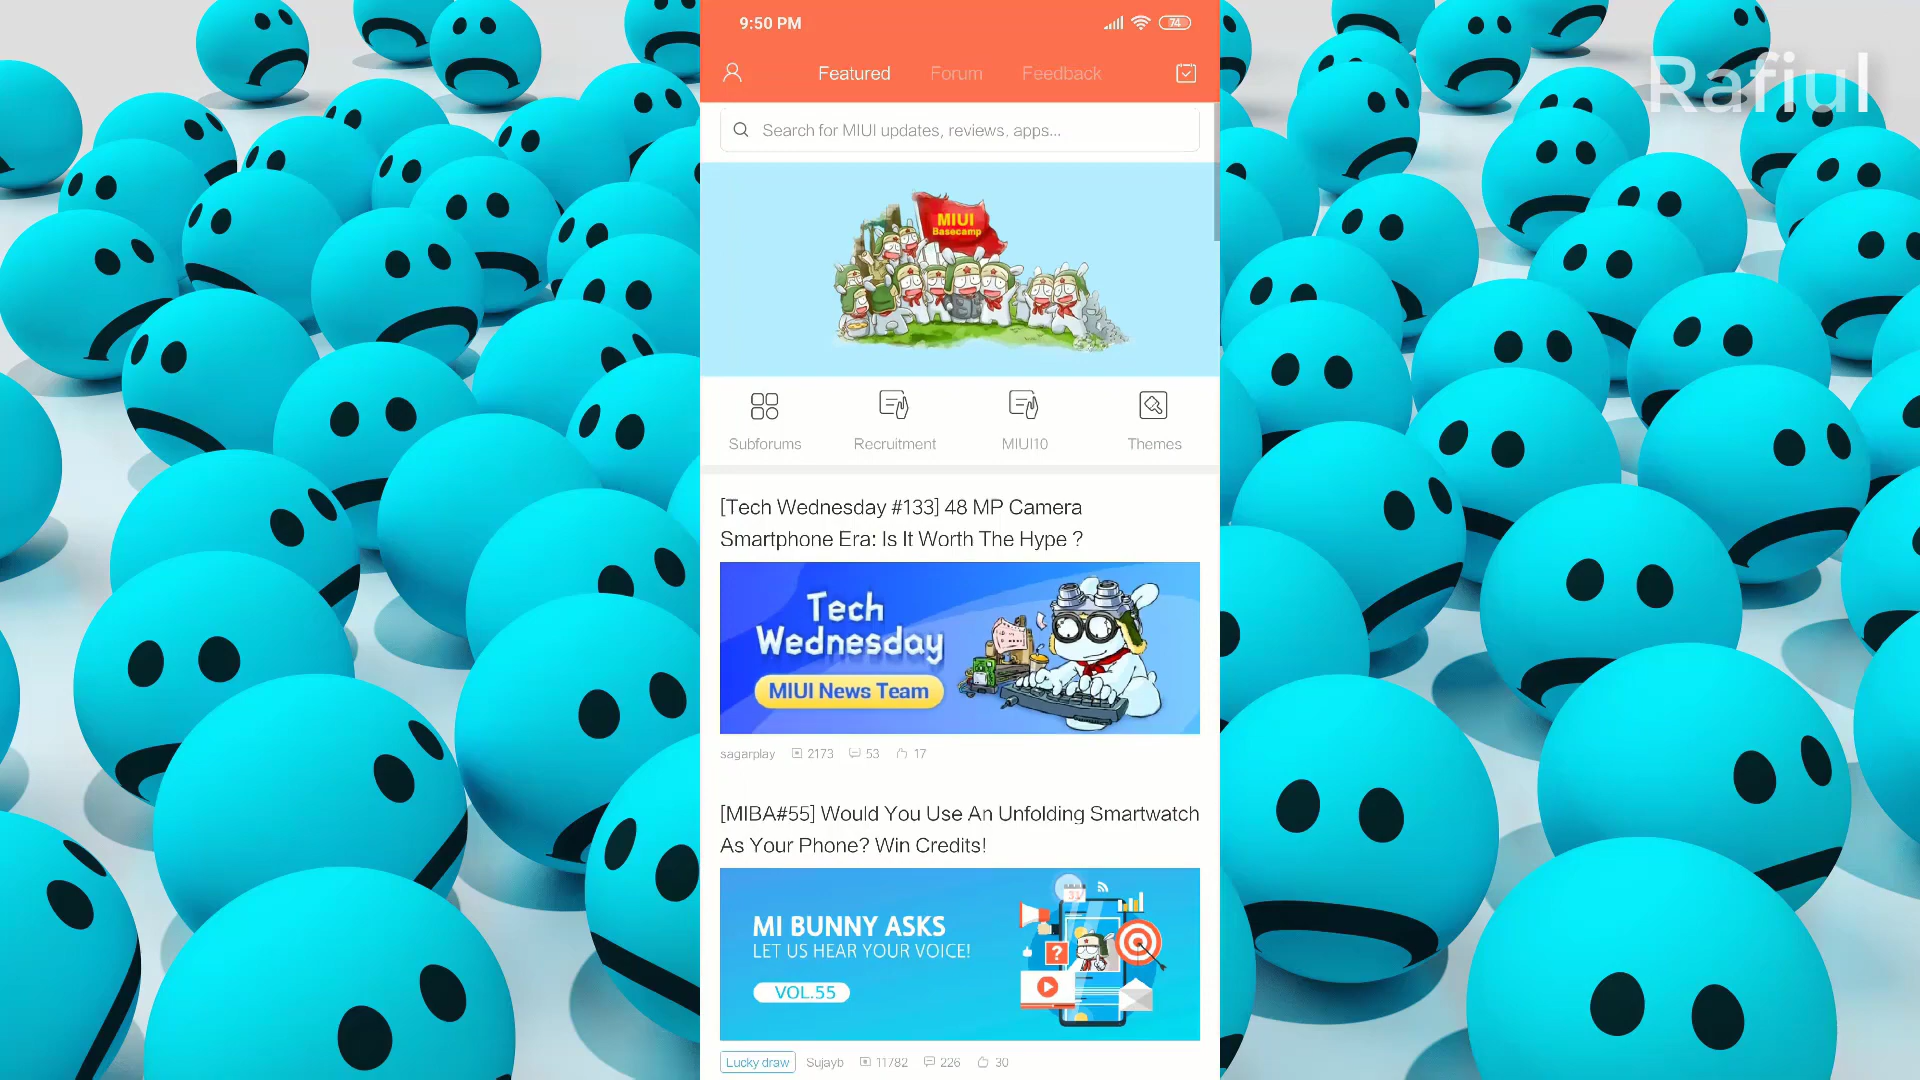 9:50 PM
74
Rafiul
Featured
Forum
Feedback
Search for MIUI updates, reviews, apps...
MIUI
Basecamp
Subforums
Recruitment
MIUI10
Themes
[Tech Wednesday #133] 48 MP Camera
Smartphone Era: Is It Worth The Hype ?
Tech
Wednesday
MIUI News Team
sagarplay 2173 53 17
[MIBA#55] Would You Use An Unfolding Smartwatch
As Your Phone? Win Credits!
MI BUNNY ASKS
LET US HEAR YOUR VOICE!
VOL.55
31
?
Lucky draw Sujayb 11782 226 30